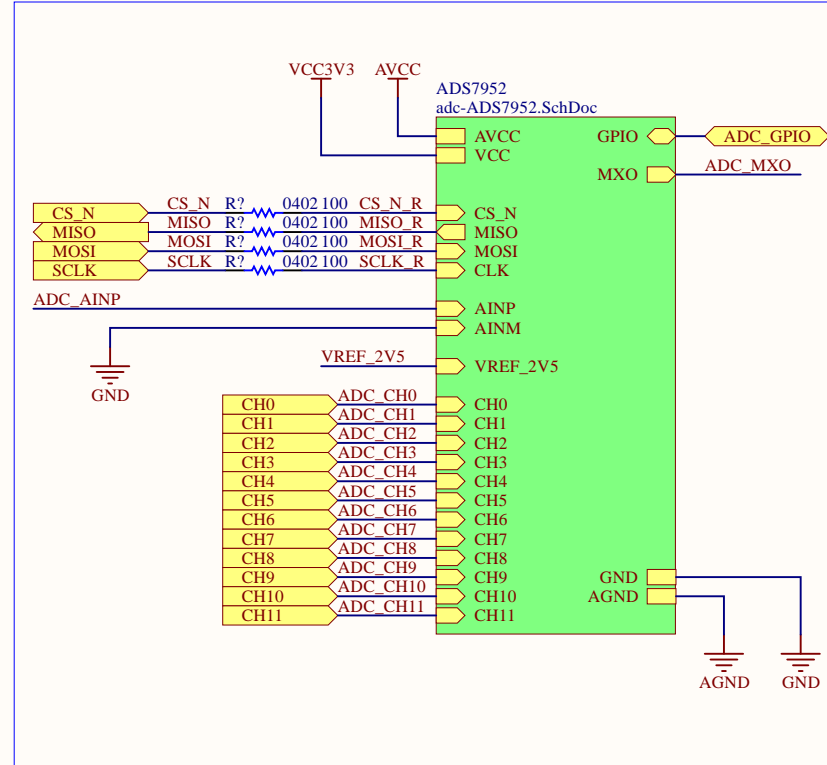 VCC3V3 AVCC
ADS7952
adc-ADS7952.SchDoc
AVCC GPIO ADC_GPIO
VCC
MXO ADC_MXO
CS_N CS_N R? 0402 100 CS_N_R CS_N
MISO MISO R? 0402 100 MISO_R MISO
MOSI MOSI R? 0402 100 MOSI_R MOSI
SCLK SCLK R? 0402 100 SCLK_R CLK
ADC_AINP AINP
AINM
GND
VREF_2V5 VREF_2V5
CH0 ADC_CH0 CH0
CH1 ADC_CH1 CH1
CH2 ADC_CH2 CH2
CH3 ADC_CH3 CH3
CH4 ADC_CH4 CH4
CH5 ADC_CH5 CH5
CH6 ADC_CH6 CH6
CH7 ADC_CH7 CH7
CH8 ADC_CH8 CH8
CH9 ADC_CH9 CH9 GND
CH10 ADC_CH10 CH10 AGND
CH11 ADC_CH11 CH11
AGND GND